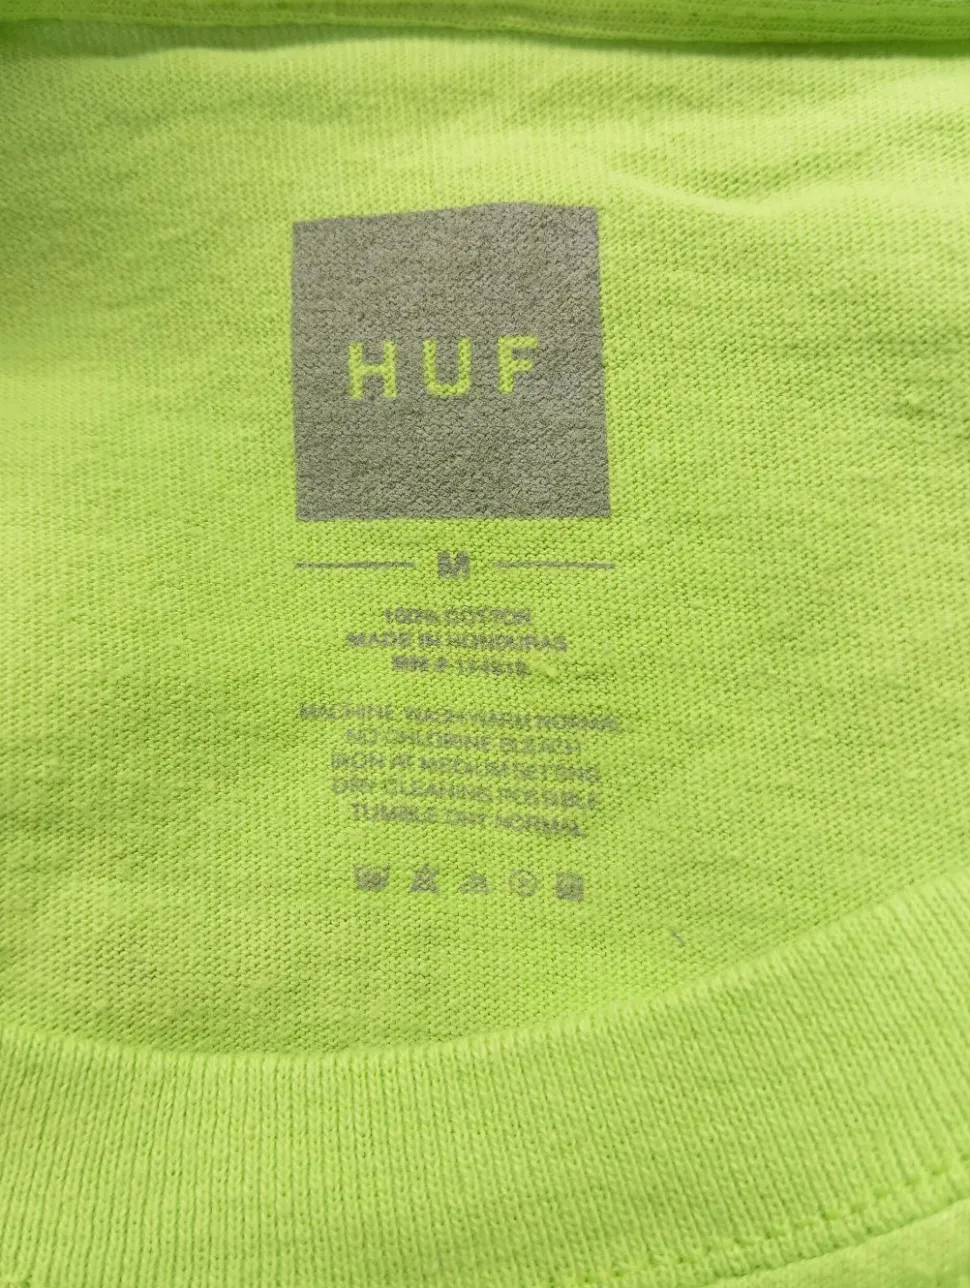 HUF
M
100% COTTON
MADE IN HONDURAS
MACHINE WASH WARM NORMAL
NO CHLORINE BLEACH
IRON AT MEDIUM SETTING
DRY CLEANING POSSIBLE
TUMBLE DRY NORMAL